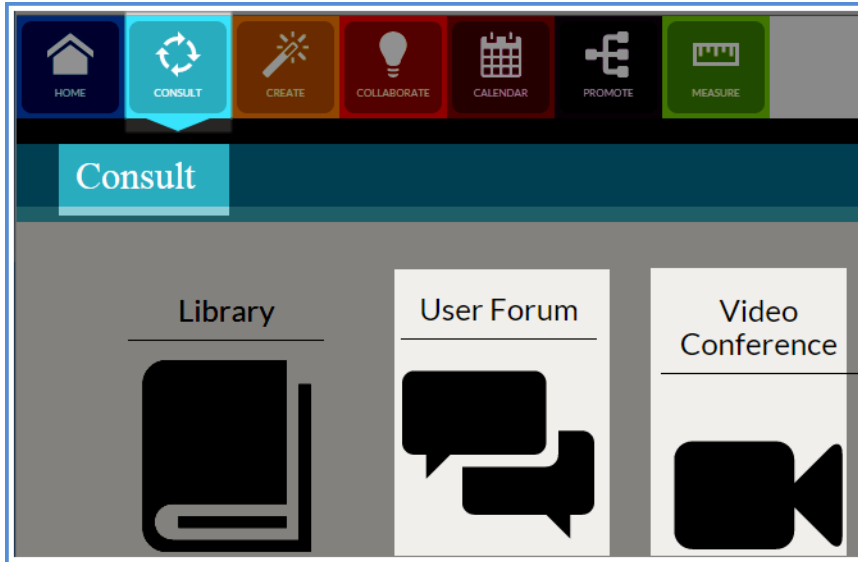 HOME
CONSULT
CREATE
COLLABORATE
CALENDAR
PROMOTE
MEASURE
Consult
Library
User Forum
Video
Conference